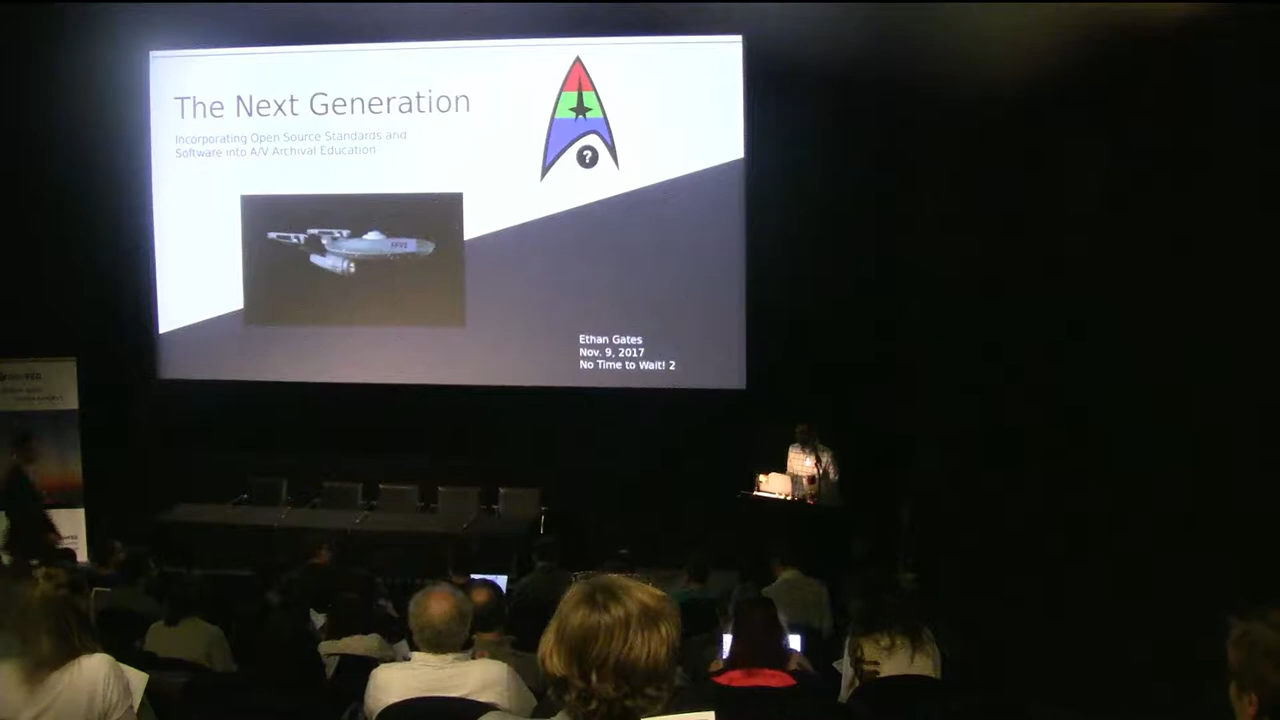 The Next Generation
Incorporating Open Source Standards and
Software into A/V Archival Education
?
Ethan Gates
Nov. 9, 2017
No Time to Wait! 2